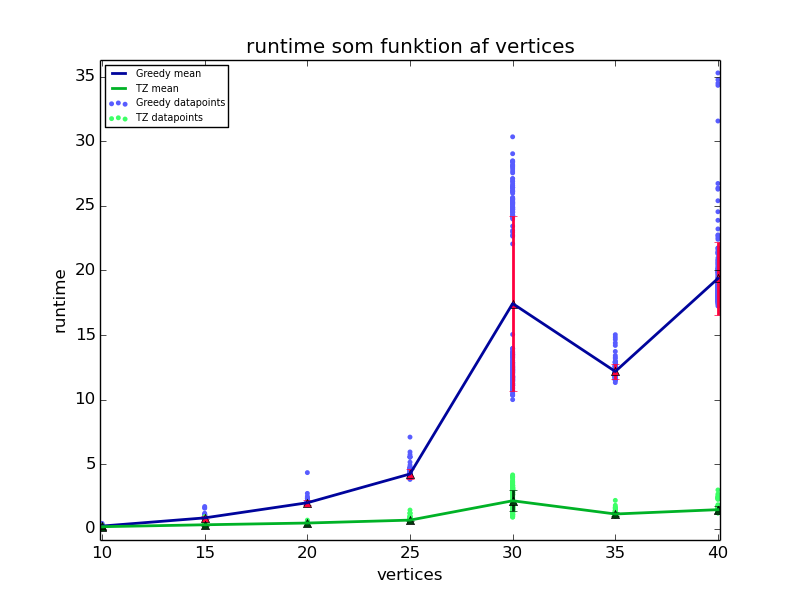 runtime som funktion af vertices
Greedy mean
TZ mean
Greedy datapoints
TZ datapoints
35
30
25
20
15
10
5
0
runtime
10 15 20 25 30 35 40
vertices